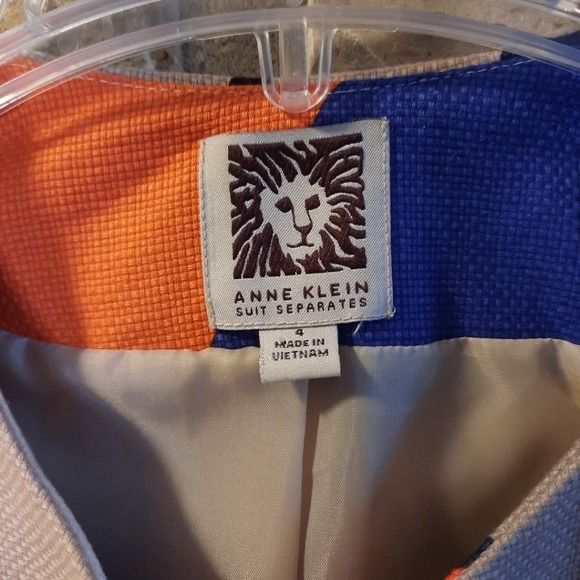 ANNE KLEIN
SUIT SEPARATES
4
MADE IN
VIETNAM